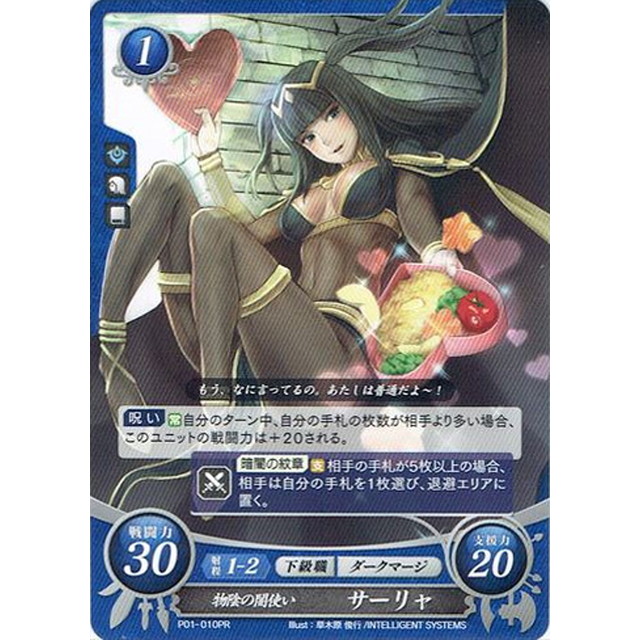 1
もう、なに言ってるの。あたしは普通だよ〜!
呪い 常 自分のターン中、自分の手札の枚数が相手より多い場合、
このユニットの戦闘力は+20される。
暗闇の紋章 支 相手の手札が5枚以上の場合、
相手は自分の手札を1枚選び、退避エリアに
置く。
戦闘力
30
射程 1-2 下級職 ダークマージ
支援力
20
物陰の闇使い サーリャ
P01-010PR Illust:草木原 俊行/INTELLIGENT SYSTEMS